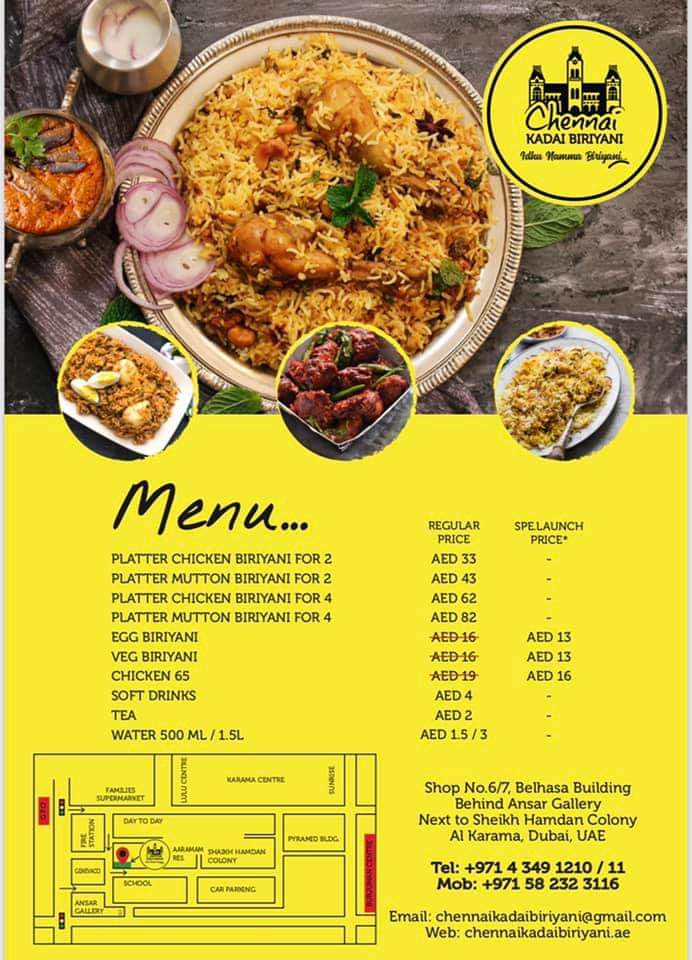 Chennai
KADAI BIRIYANI
Idhu Namma Biriyani
Menu...
REGULAR PRICE SPE.LAUNCH PRICE*
PLATTER CHICKEN BIRIYANI FOR 2 AED 33 -
PLATTER MUTTON BIRIYANI FOR 2 AED 43 -
PLATTER CHICKEN BIRIYANI FOR 4 AED 62 -
PLATTER MUTTON BIRIYANI FOR 4 AED 82 -
EGG BIRIYANI AED 16 AED 13
VEG BIRIYANI AED 16 AED 13
CHICKEN 65 AED 19 AED 16
SOFT DRINKS AED 4 -
TEA AED 2 -
WATER 500 ML / 1.5L AED 1.5 / 3 -
GPO
FAMILIES
SUPERMARKET
LULU CENTRE
KARAMA CENTRE
SUNRISE
FIRE
STATION
DAY TO DAY
AARAMAM
RES.
SHAIKH HAMDAN
COLONY
PYRAMID BLDG.
BURJUMAN CENTRE
GENEVACO
SCHOOL
CAR PARKING
ANSAR
GALLERY
Shop No.6/7, Belhasa Building
Behind Ansar Gallery
Next to Sheikh Hamdan Colony
Al Karama, Dubai, UAE
Tel: +971 4 349 1210 / 11
Mob: +971 58 232 3116
Email: chennaikadaibiriyani@gmail.com
Web: chennaikadaibiriyani.ae